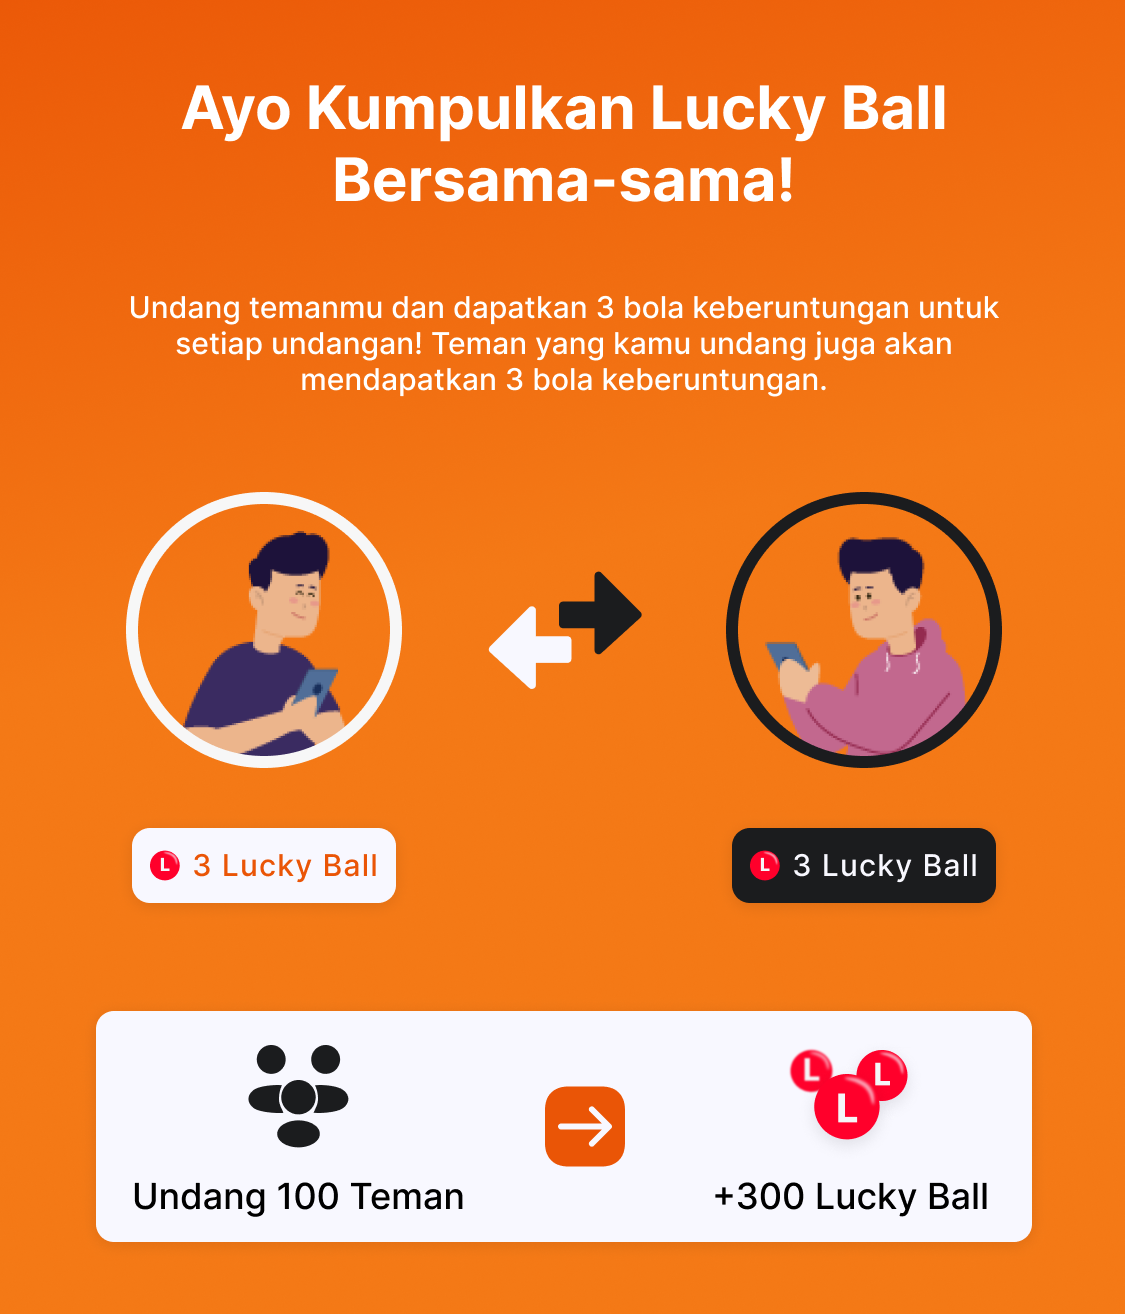 Ayo Kumpulkan Lucky Ball
Bersama-sama!
Undang temanmu dan dapatkan 3 bola keberuntungan untuk
setiap undangan! Teman yang kamu undang juga akan
mendapatkan 3 bola keberuntungan.
L 3 Lucky Ball
L 3 Lucky Ball
L L
L
Undang 100 Teman
+300 Lucky Ball